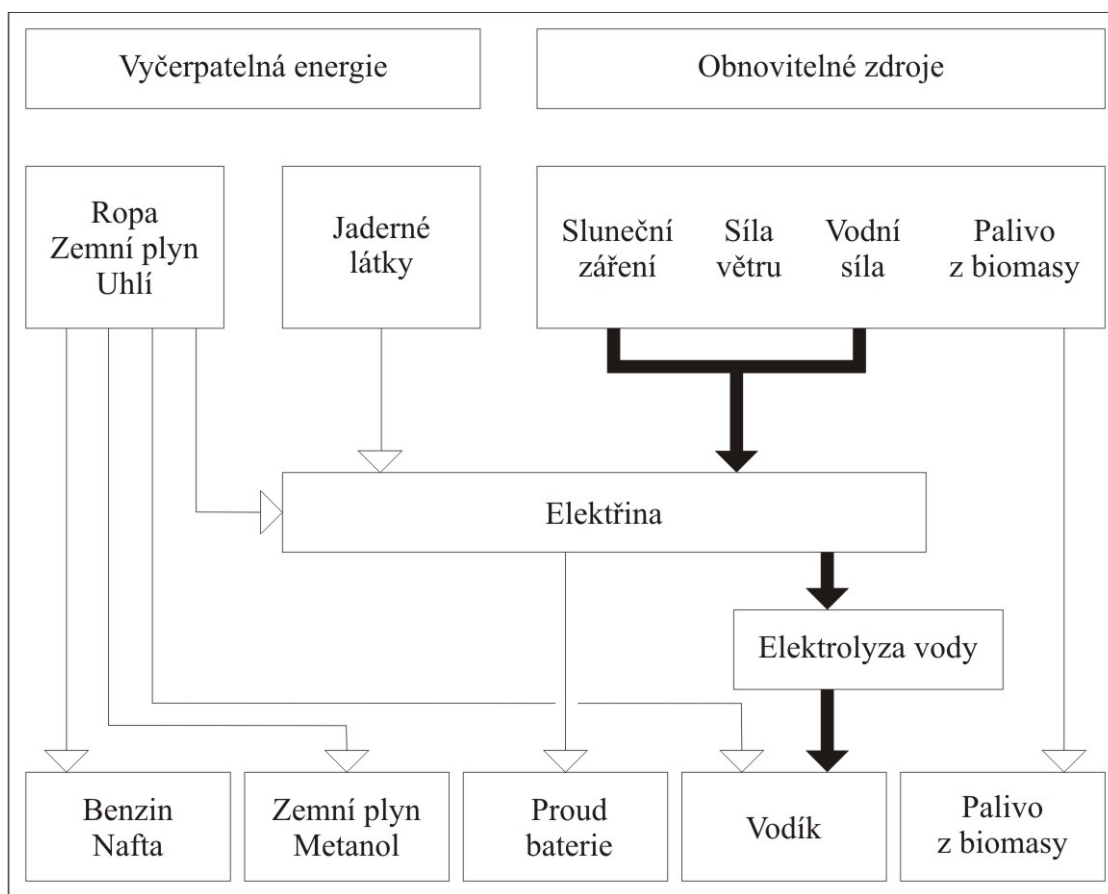 Vyčerpatelná energie
Obnovitelné zdroje
Ropa
Zemní plyn
Uhlí
Jaderné
látky
Sluneční
záření
Síla
větru
Vodní
síla
Palivo
z biomasy
Elektřina
Elektrolyza vody
Benzin
Nafta
Zemní plyn
Metanol
Proud
baterie
Vodík
Palivo
z biomasy